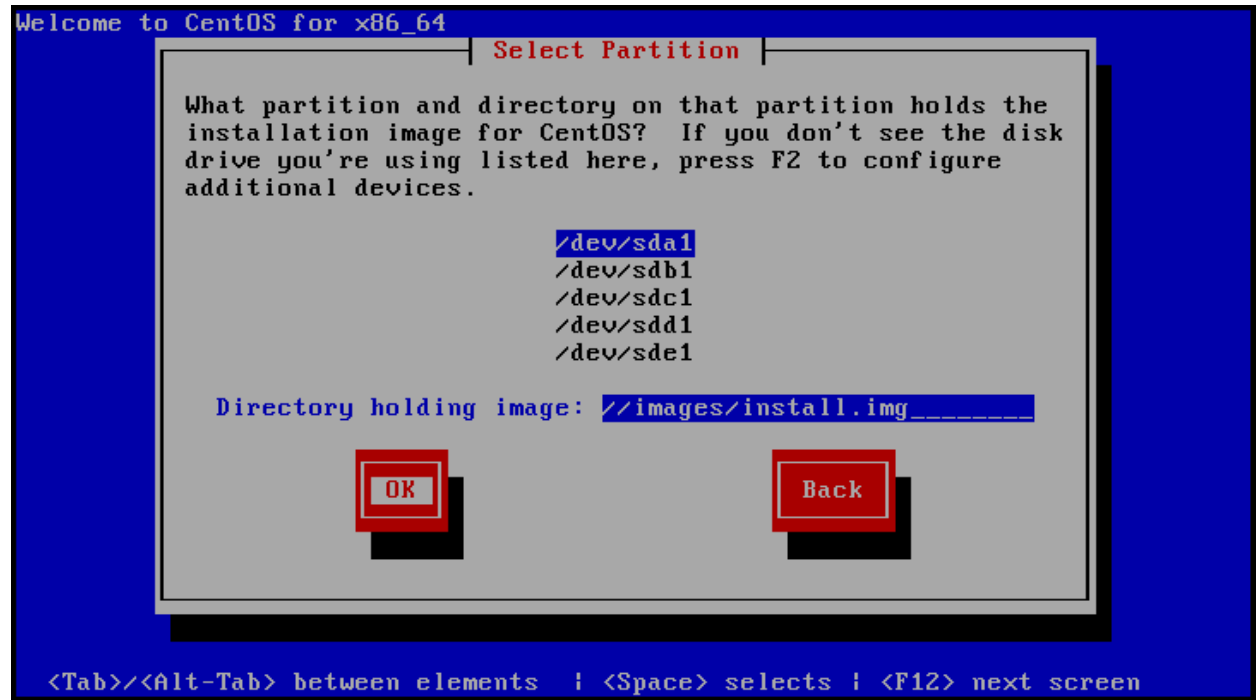 Welcome to CentOS for x86_64
Select Partition
What partition and directory on that partition holds the
installation image for CentOS?  If you don't see the disk
drive you're using listed here, press F2 to configure
additional devices.
/dev/sda1
/dev/sdb1
/dev/sdc1
/dev/sdd1
/dev/sde1
Directory holding image: //images/install.img________
OK Back
<Tab>/<Alt-Tab> between elements  | <Space> selects | <F12> next screen